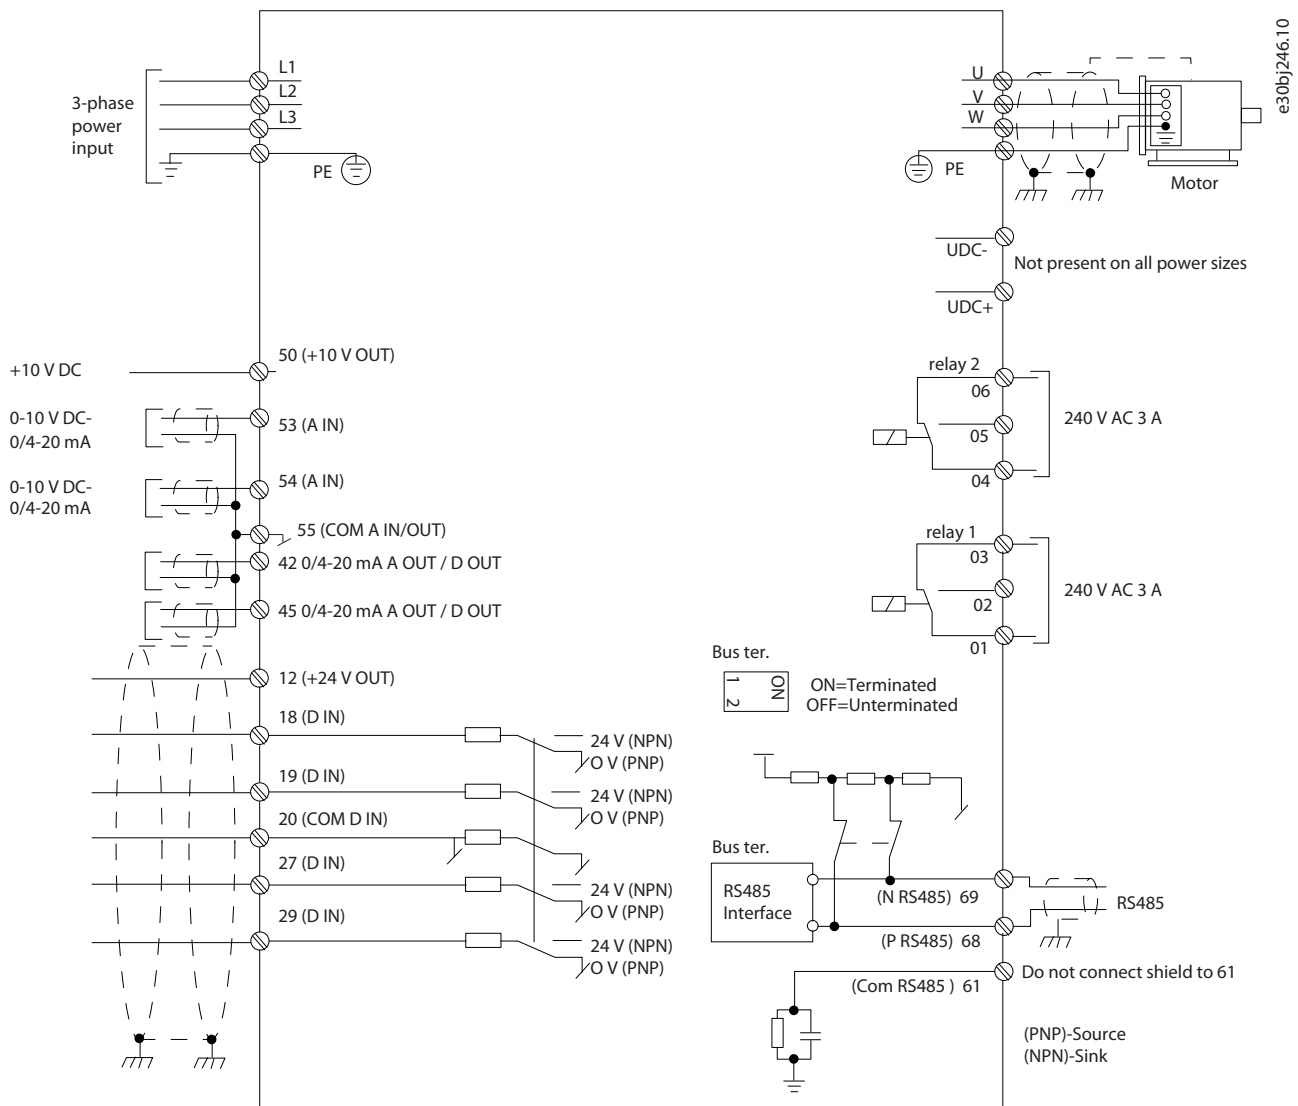 e30bj246.10
3-phase
power
input
L1
L2
L3
PE
U
V
W
PE
Motor
UDC-
Not present on all power sizes
UDC+
+10 V DC
50 (+10 V OUT)
0-10 V DC-
0/4-20 mA
53 (A IN)
0-10 V DC-
0/4-20 mA
54 (A IN)
55 (COM A IN/OUT)
42 0/4-20 mA A OUT / D OUT
45 0/4-20 mA A OUT / D OUT
12 (+24 V OUT)
18 (D IN)
24 V (NPN)
O V (PNP)
19 (D IN)
24 V (NPN)
O V (PNP)
20 (COM D IN)
27 (D IN)
24 V (NPN)
O V (PNP)
29 (D IN)
24 V (NPN)
O V (PNP)
relay 2
06
05
04
240 V AC 3 A
relay 1
03
02
01
240 V AC 3 A
Bus ter.
1
2
ON
ON=Terminated
OFF=Unterminated
Bus ter.
RS485
Interface
(N RS485) 69
(P RS485) 68
RS485
(Com RS485 ) 61
Do not connect shield to 61
(PNP)-Source
(NPN)-Sink